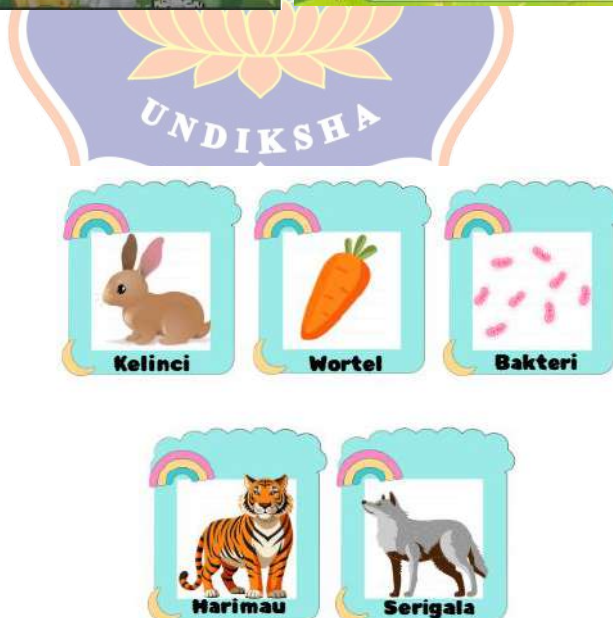 UNDIKSHA
Kelinci
Wortel
Bakteri
Harimau
Serigala